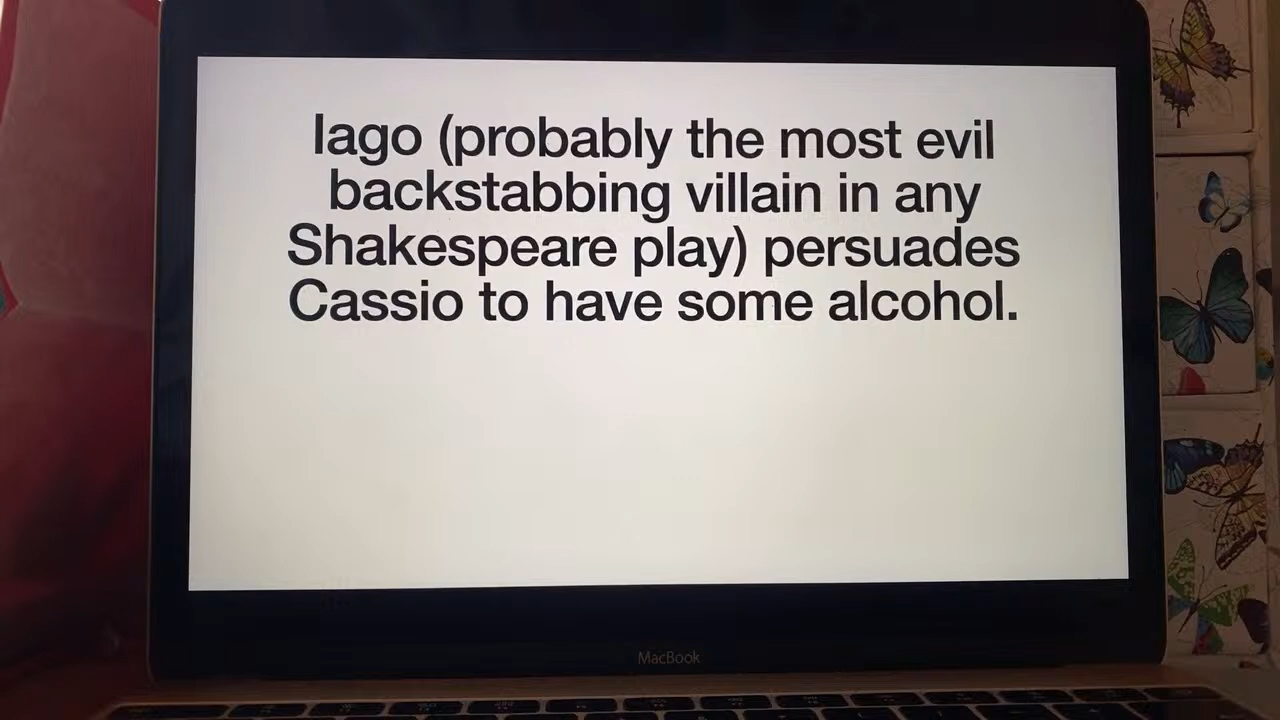 Iago (probably the most evil
backstabbing villain in any
Shakespeare play) persuades
Cassio to have some alcohol.
MacBook